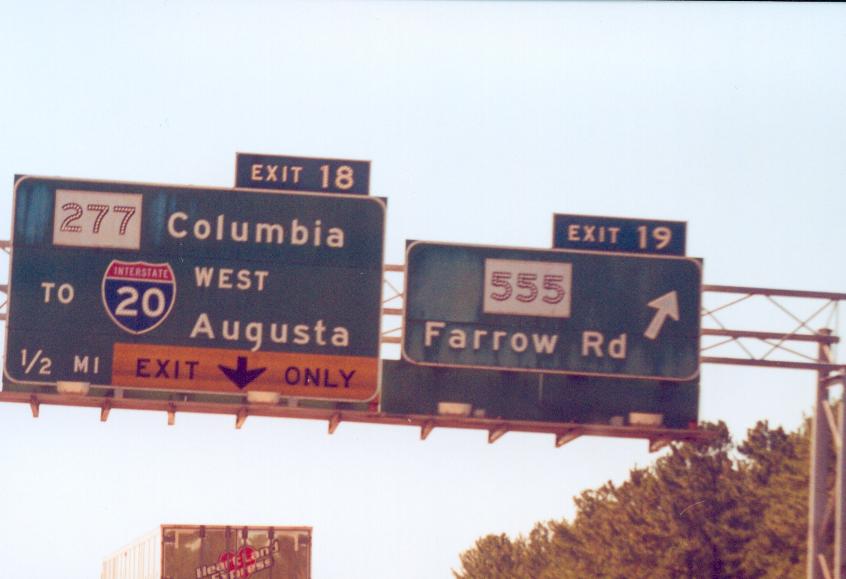 EXIT 18
277 Columbia
TO INTERSTATE 20 WEST
Augusta
1/2 MI EXIT ONLY
EXIT 19
555
Farrow Rd
Heartland
Express